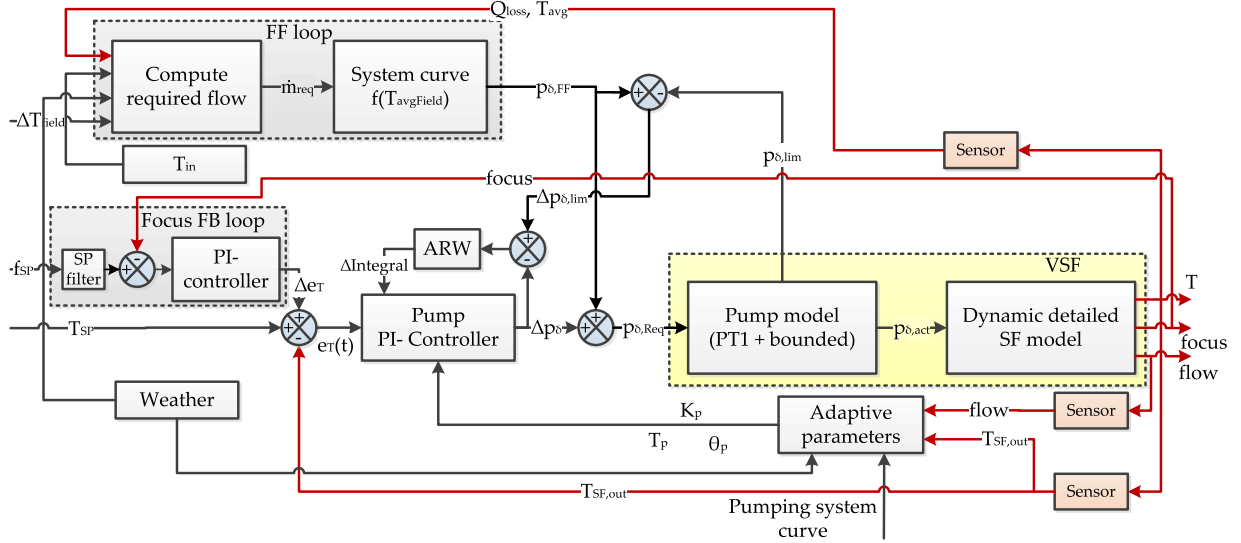 Qloss, Tavg
FF loop
Compute
required flow
ṁreq
System curve
f(TavgField)
pδ,FF
+
-
ΔTfield
Tin
Sensor
pδ,lim
focus
Δpδ,lim
Focus FB loop
fSP
SP
filter
-
+
PI-
controller
ΔeT
ARW
+
-
ΔIntegral
VSF
T
TSP
+
+
-
eT(t)
Pump
PI- Controller
Δpδ
+
+
pδ,Req
Pump model
(PT1 + bounded)
pδ,act
Dynamic detailed
SF model
focus
flow
Weather
Kp
Tp
θp
Adaptive
parameters
flow
Sensor
TSF,out
TSF,out
Sensor
Pumping system
curve